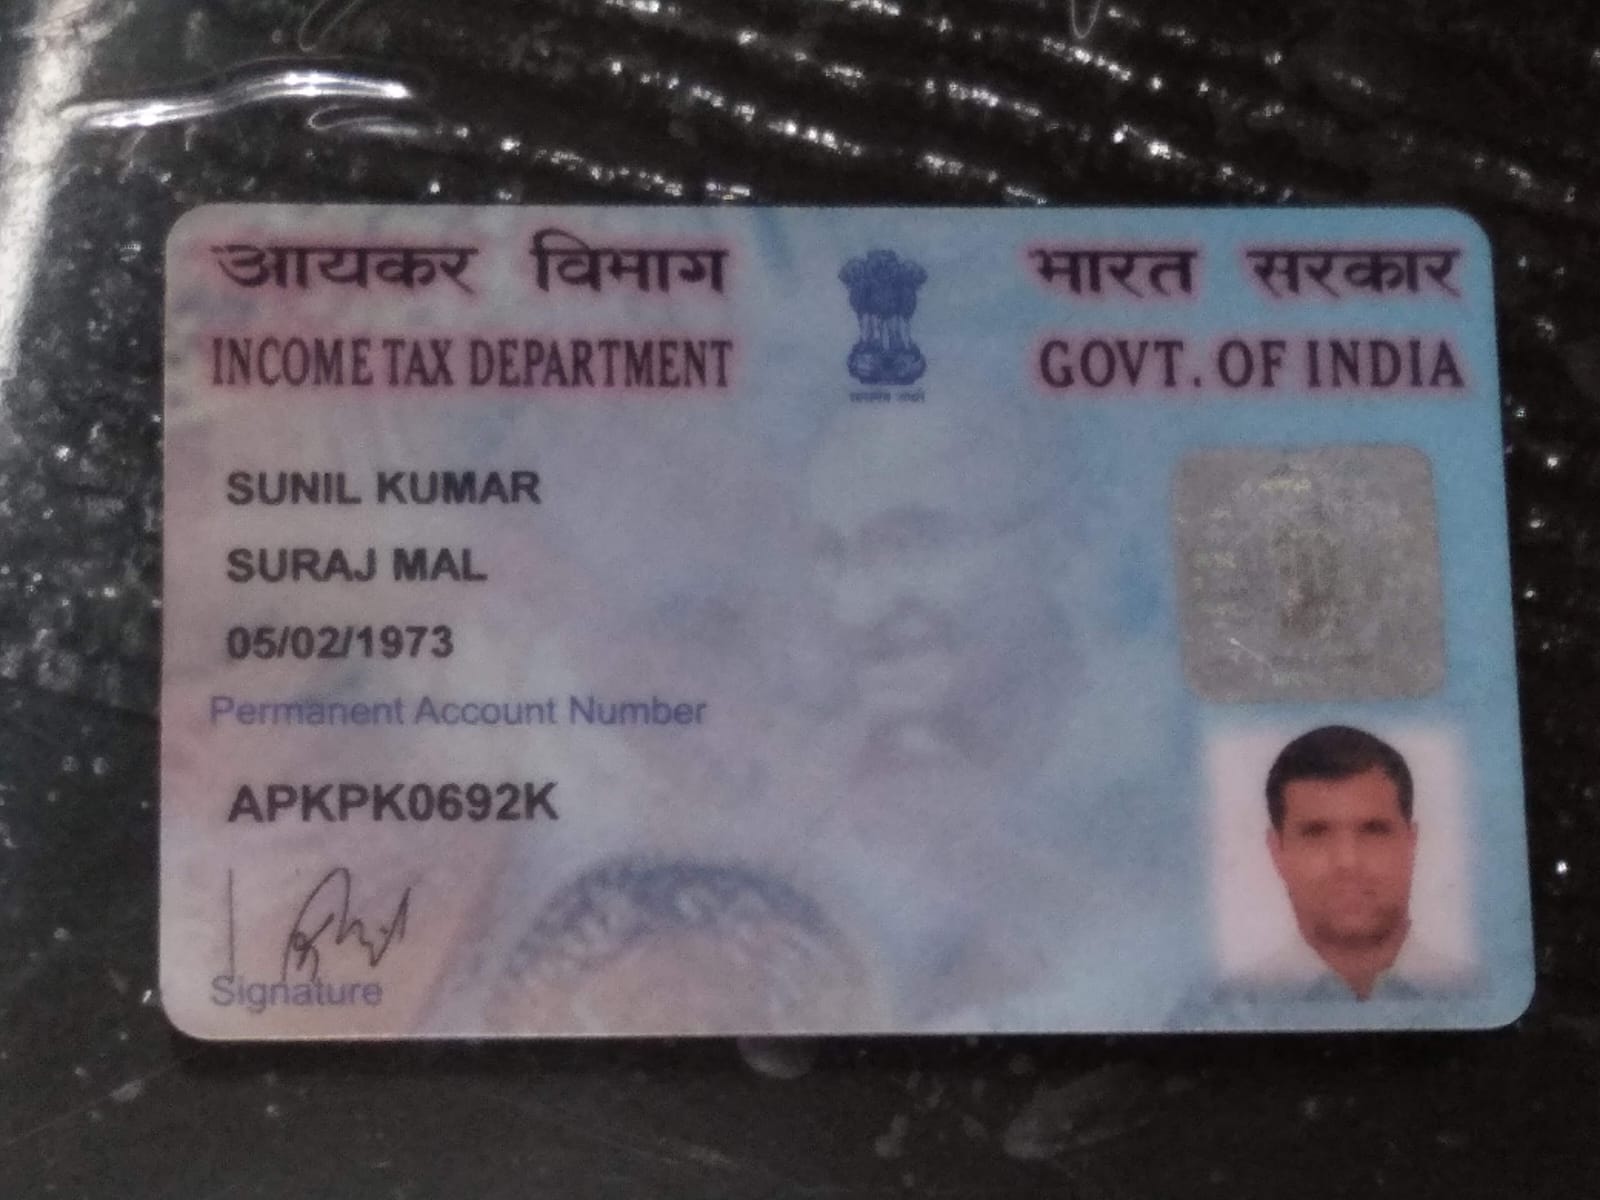 आयकर विभाग
INCOME TAX DEPARTMENT
भारत सरकार
GOVT. OF INDIA
SUNIL KUMAR
SURAJ MAL
05/02/1973
Permanent Account Number
APKPK0692K
Signature